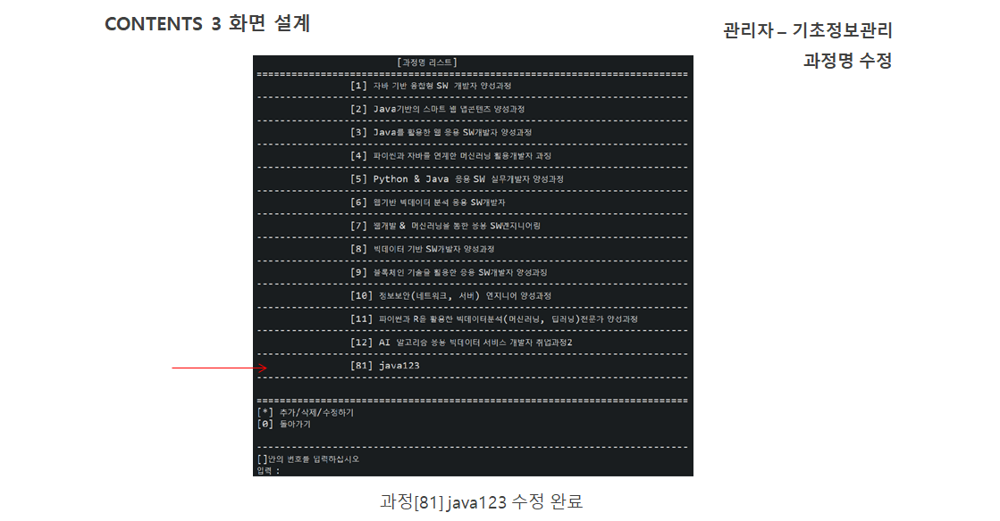 CONTENTS 3 화면 설계
관리자 – 기초정보관리
과정명 수정
[과정명 리스트]
[1] 자바 기반 융합형 SW 개발자 양성과정
[2] Java기반의 스마트 웹 앱콘텐츠 양성과정
[3] Java를 활용한 웹 응용 SW개발자 양성과정
[4] 파이썬과 자바를 연계한 머신러닝 활용개발자 과정
[5] Python & Java 응용 SW 실무개발자 양성과정
[6] 웹기반 빅데이터 분석 응용 SW개발자
[7] 웹개발 & 머신러닝을 통한 응용 SW엔지니어링
[8] 빅데이터 기반 SW개발자 양성과정
[9] 블록체인 기술을 활용한 응용 SW개발자 양성과정
[10] 정보보안(네트워크, 서버) 엔지니어 양성과정
[11] 파이썬과 R을 활용한 빅데이터분석(머신러닝, 딥러닝)전문가 양성과정
[12] AI 알고리즘 응용 빅데이터 서비스 개발자 취업과정2
[81] java123
[*] 추가/삭제/수정하기
[0] 돌아가기
[]안의 번호를 입력하십시오
입력 :
과정[81] java123 수정 완료